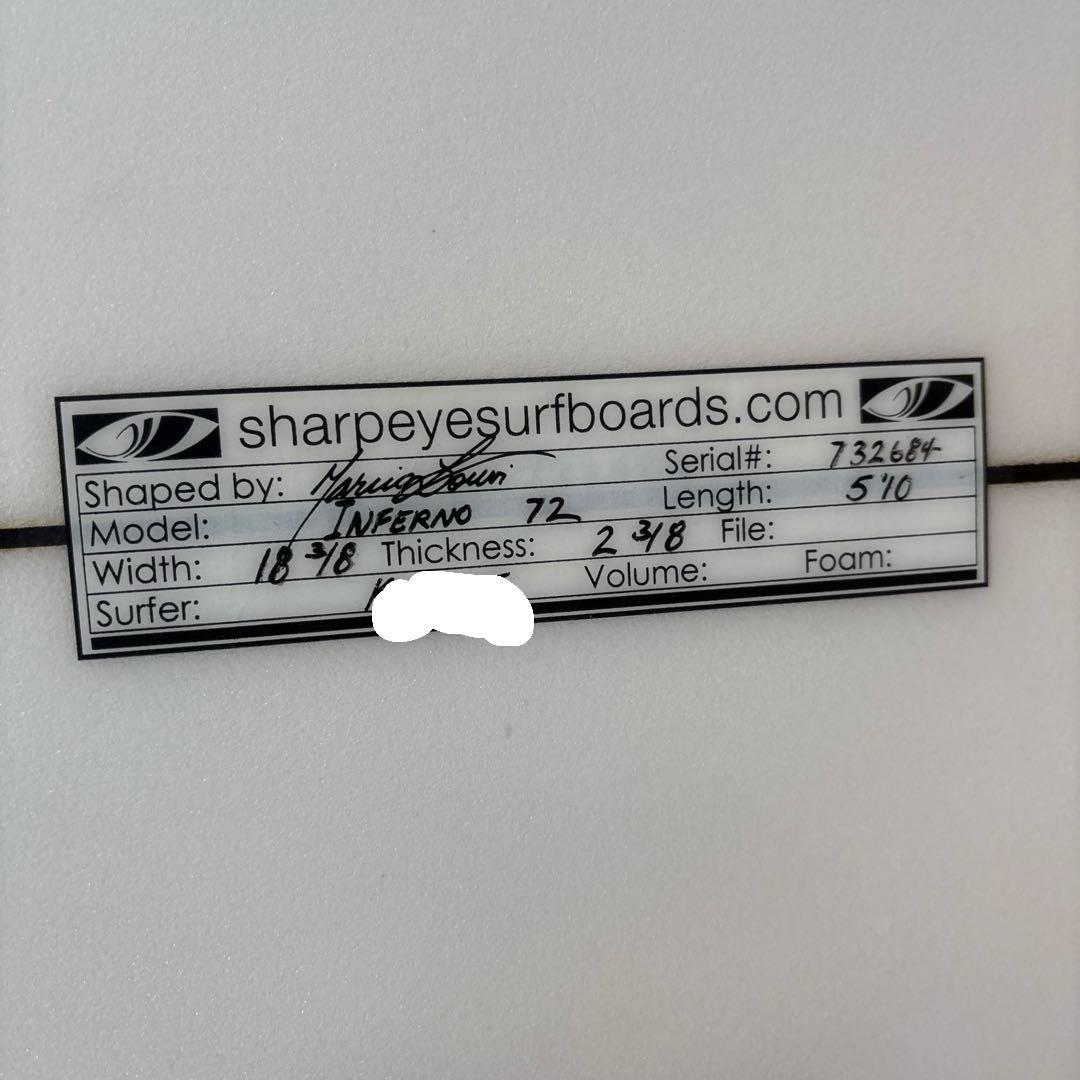 sharpeyesurfboards.com
Shaped by: Serial#: 732684
Model: INFERNO 72 Length: 5'10
Width: 18 3/8 Thickness: 2 3/8 File:
Surfer: Volume: Foam: